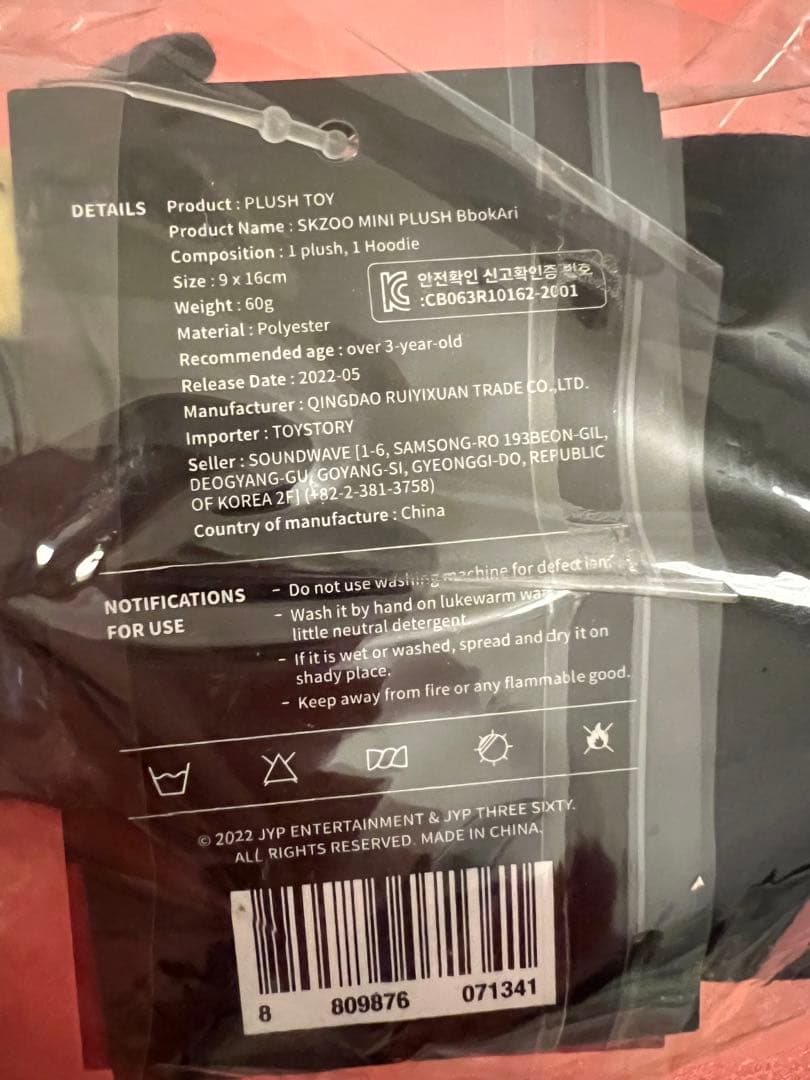 DETAILS
Product : PLUSH TOY
Product Name : SKZOO MINI PLUSH BbokAri
Composition : 1 plush, 1 Hoodie
Size : 9 x 16cm
Weight : 60g
Material : Polyester
안전확인 신고확인증 번호
:CB063R10162-2001
Recommended age : over 3-year-old
Release Date : 2022-05
Manufacturer : QINGDAO RUIYIXUAN TRADE CO.,LTD.
Importer : TOYSTORY
Seller : SOUNDWAVE [1-6, SAMSONG-RO 193BEON-GIL,
DEOGYANG-GU, GOYANG-SI, GYEONGGI-DO, REPUBLIC
OF KOREA 2F] (+82-2-381-3758)
Country of manufacture : China
NOTIFICATIONS
FOR USE
- Do not use washing machine for
- Wash it by hand on lukewarm
little neutral detergent.
- If it is wet or washed, spread and dry it on
shady place.
- Keep away from fire or any flammable good.
© 2022 JYP ENTERTAINMENT & JYP THREE SIXTY.
ALL RIGHTS RESERVED. MADE IN CHINA.
8 809876 071341